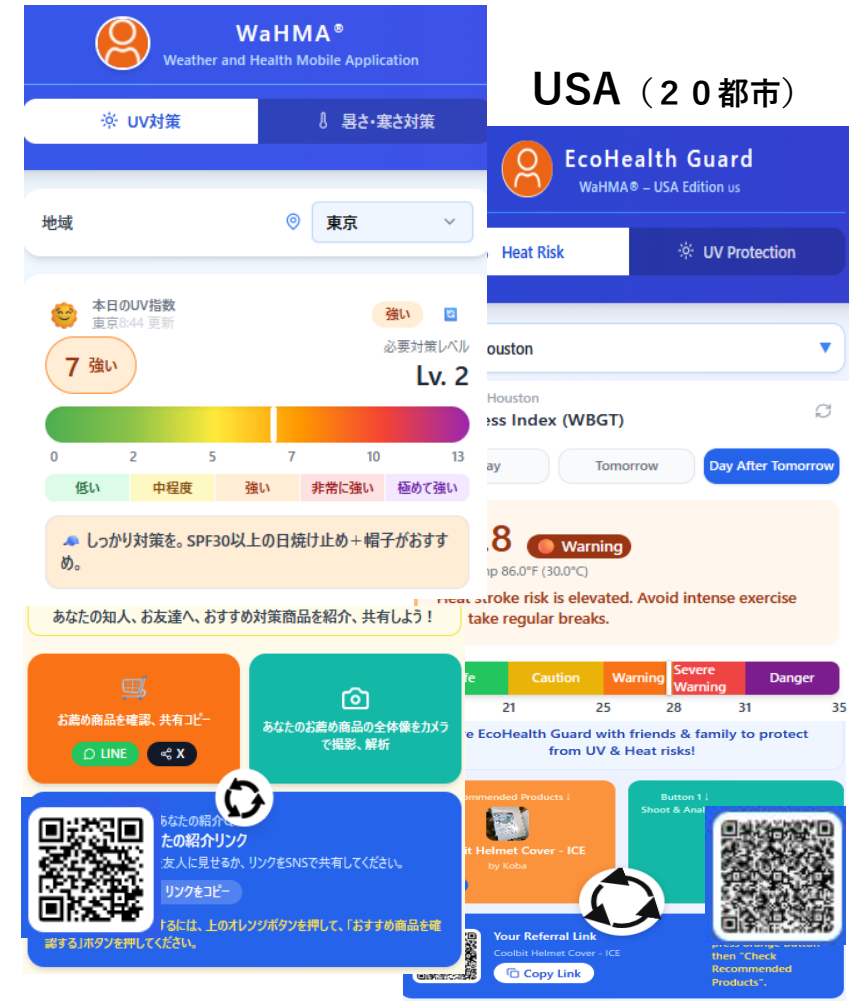 WaHMA®
Weather and Health Mobile Application
UV対策
暑さ・寒さ対策
地域
東京
本日のUV指数
東京8:44 更新
強い
7 強い
必要対策レベル
Lv. 2
0 2 5 7 10 13
低い 中程度 強い 非常に強い 極めて強い
しっかり対策を。SPF30以上の日焼け止め＋帽子がおすす
め。
あなたの知人、お友達へ、おすすめ対策商品を紹介、共有しよう！
お薦め商品を確認、共有コピー
LINE
X
あなたのお薦め商品の全体像をカメラ
で撮影、解析
あなたの紹介
たの紹介リンク
友人に見せるか、リンクをSNSで共有してください。
リンクをコピー
するには、上のオレンジボタンを押して、「おすすめ商品を確
認する」ボタンを押してください。
USA（２０都市）
EcoHealth Guard
WaHMA® – USA Edition US
Heat Risk
UV Protection
ouston
Houston
ess Index (WBGT)
ay
Tomorrow
Day After Tomorrow
.8
Warning
mp 86.0°F (30.0°C)
Heat stroke risk is elevated. Avoid intense exercise
take regular breaks.
fe Caution Warning Severe Warning Danger
21 25 28 31 35
e EcoHealth Guard with friends & family to protect
from UV & Heat risks!
ommended Products ↓
it Helmet Cover - ICE
by Koba
Button 1 ↓
Shoot & Anal
Your Referral Link
Coolbit Helmet Cover - ICE
Copy Link
press orange button
then "Check
Recommended
Products".